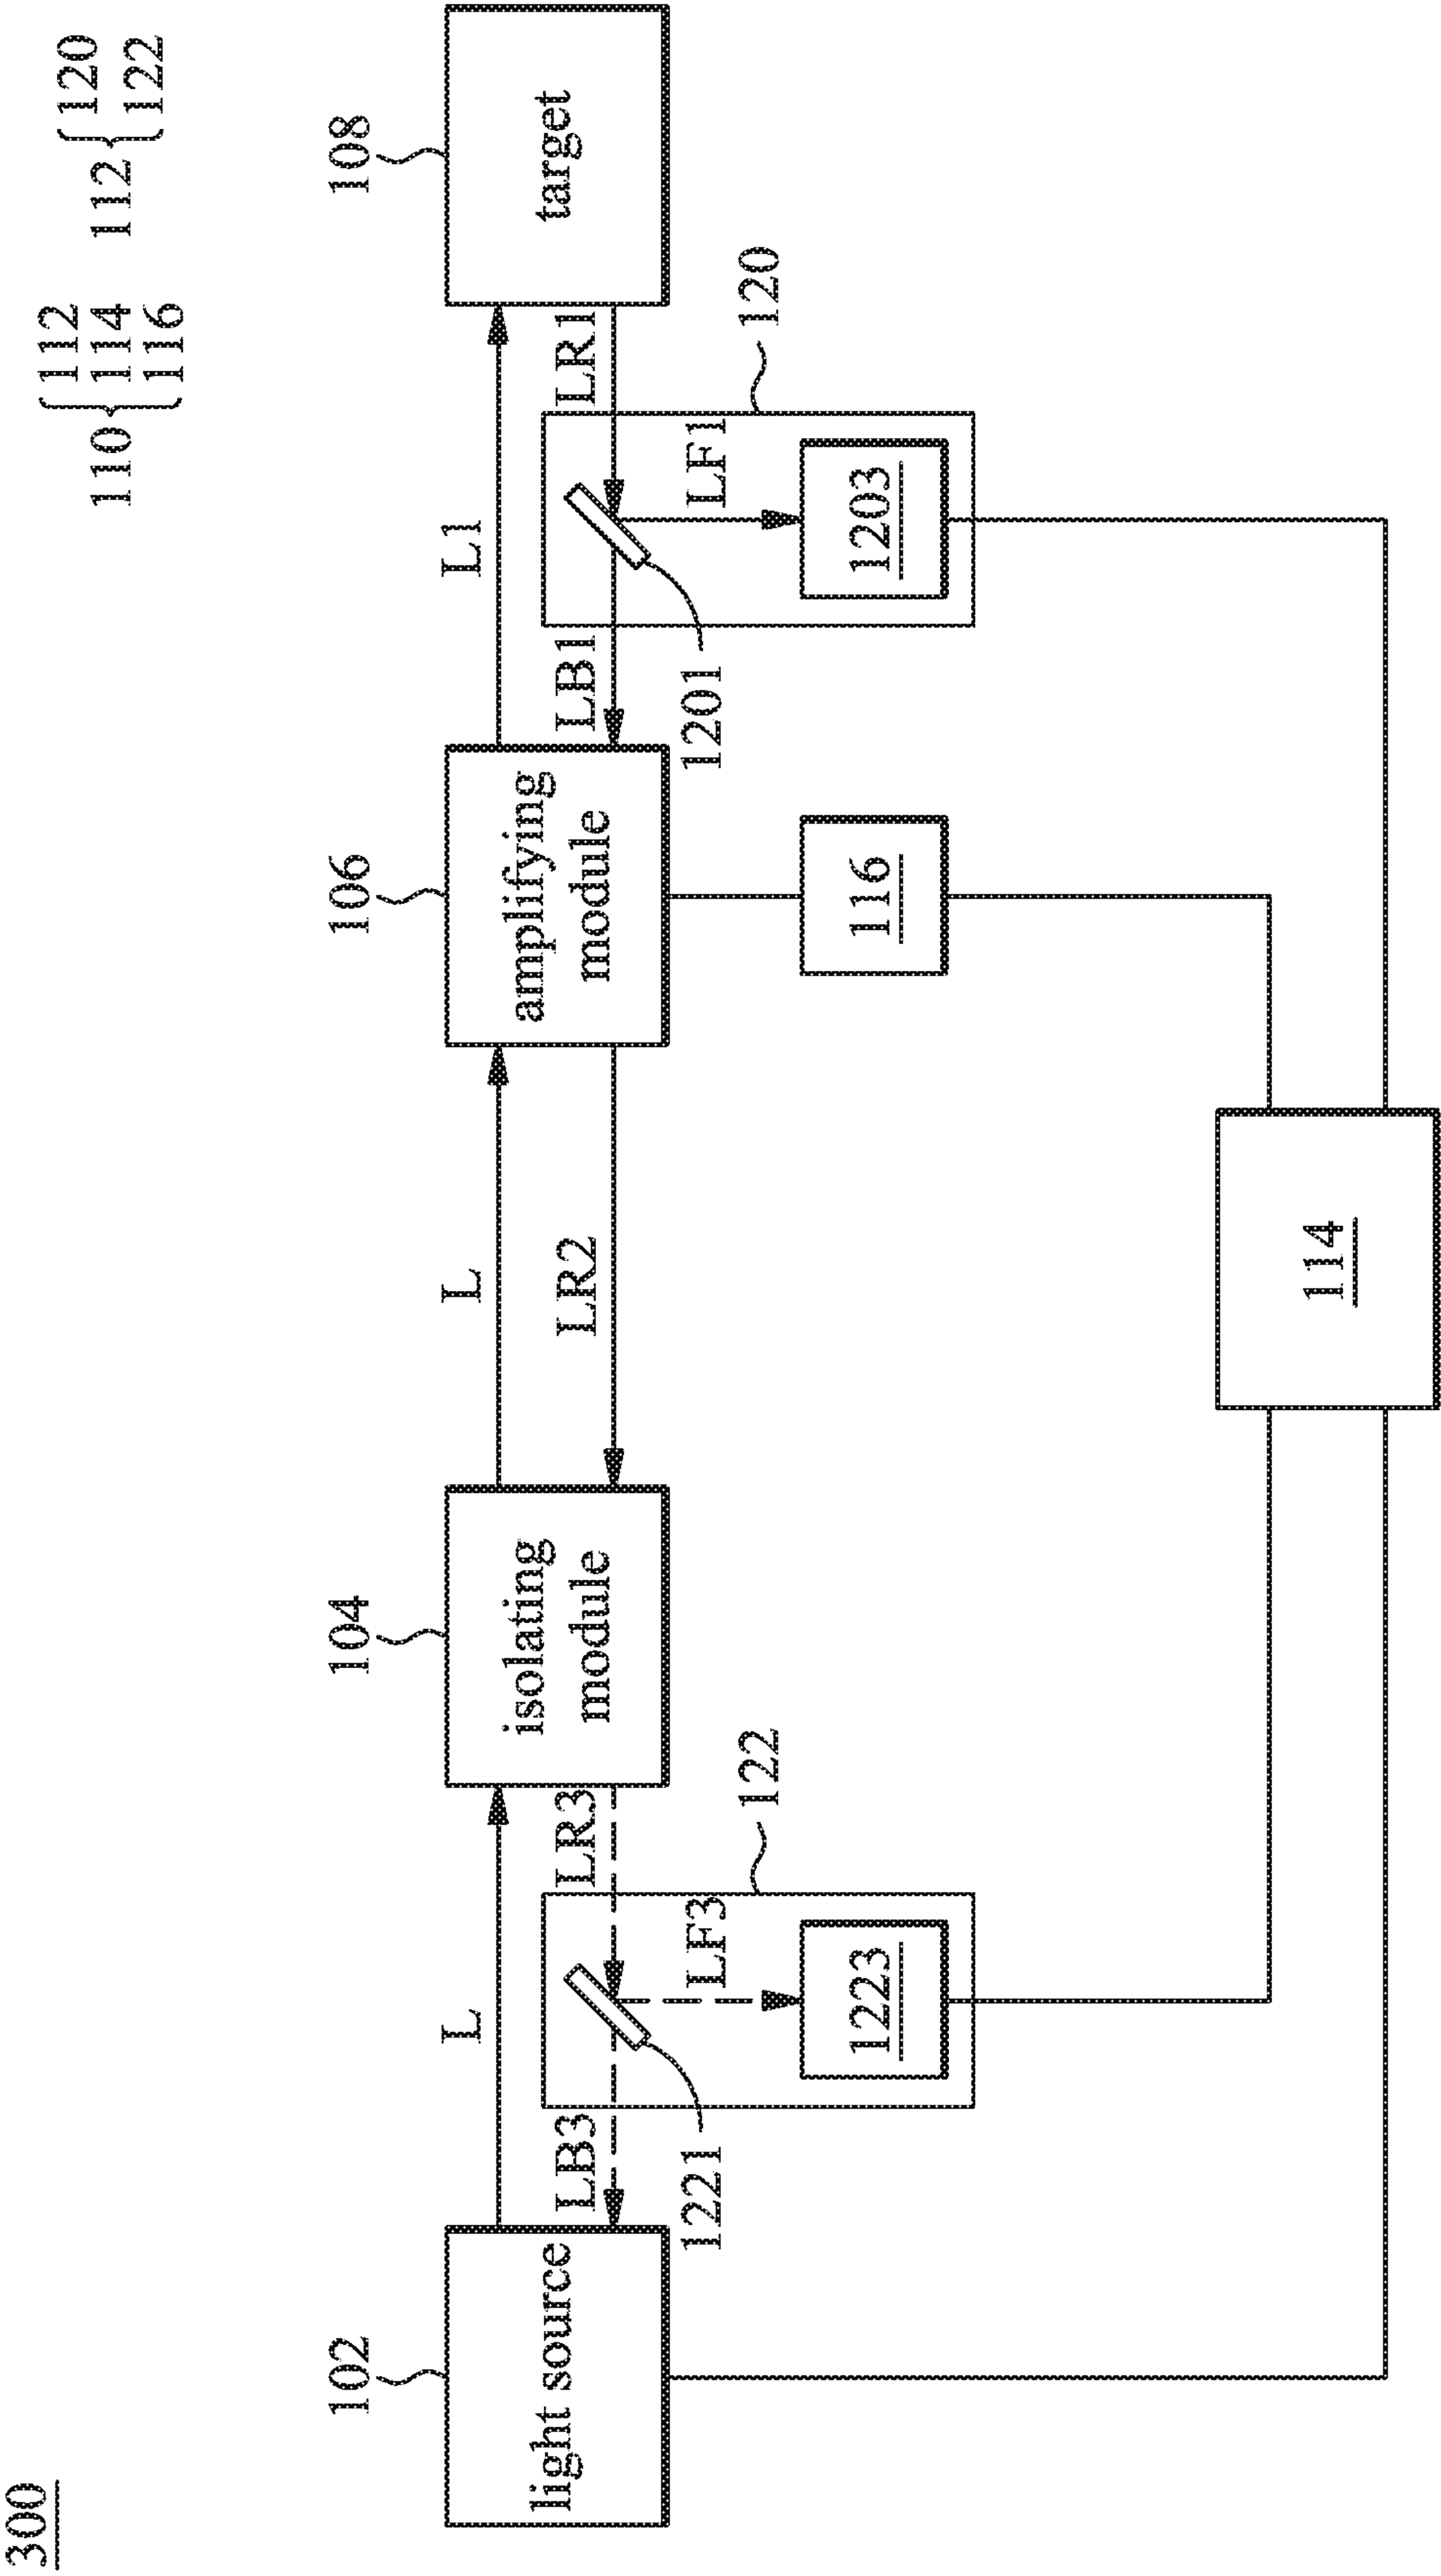 300
110 { 112
114
116
112 { 120
122
102
104
106
108
light source
isolating
module
amplifying
module
target
L
L
L1
LB3
LR3
LR2
LB1
LR1
1221
LF3
122
1201
LF1
120
1223
116
1203
114